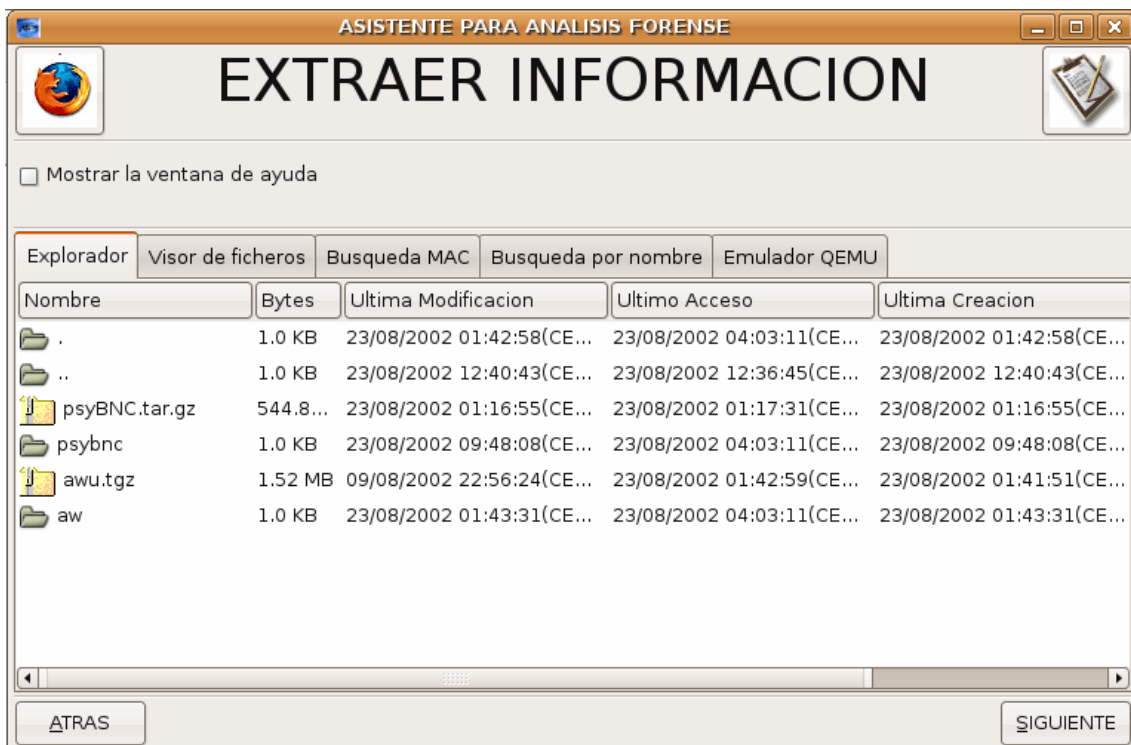 ASISTENTE PARA ANALISIS FORENSE
EXTRAER INFORMACION
Mostrar la ventana de ayuda
Explorador Visor de ficheros Busqueda MAC Busqueda por nombre Emulador QEMU
Nombre Bytes Ultima Modificacion Ultimo Acceso Ultima Creacion
. 1.0 KB 23/08/2002 01:42:58(CE... 23/08/2002 04:03:11(CE... 23/08/2002 01:42:58(CE...
.. 1.0 KB 23/08/2002 12:40:43(CE... 23/08/2002 12:36:45(CE... 23/08/2002 12:40:43(CE...
psyBNC.tar.gz 544.8... 23/08/2002 01:16:55(CE... 23/08/2002 01:17:31(CE... 23/08/2002 01:16:55(CE...
psybnc 1.0 KB 23/08/2002 09:48:08(CE... 23/08/2002 04:03:11(CE... 23/08/2002 09:48:08(CE...
awu.tgz 1.52 MB 09/08/2002 22:56:24(CE... 23/08/2002 01:42:59(CE... 23/08/2002 01:41:51(CE...
aw 1.0 KB 23/08/2002 01:43:31(CE... 23/08/2002 04:03:11(CE... 23/08/2002 01:43:31(CE...
ATRAS SIGUIENTE